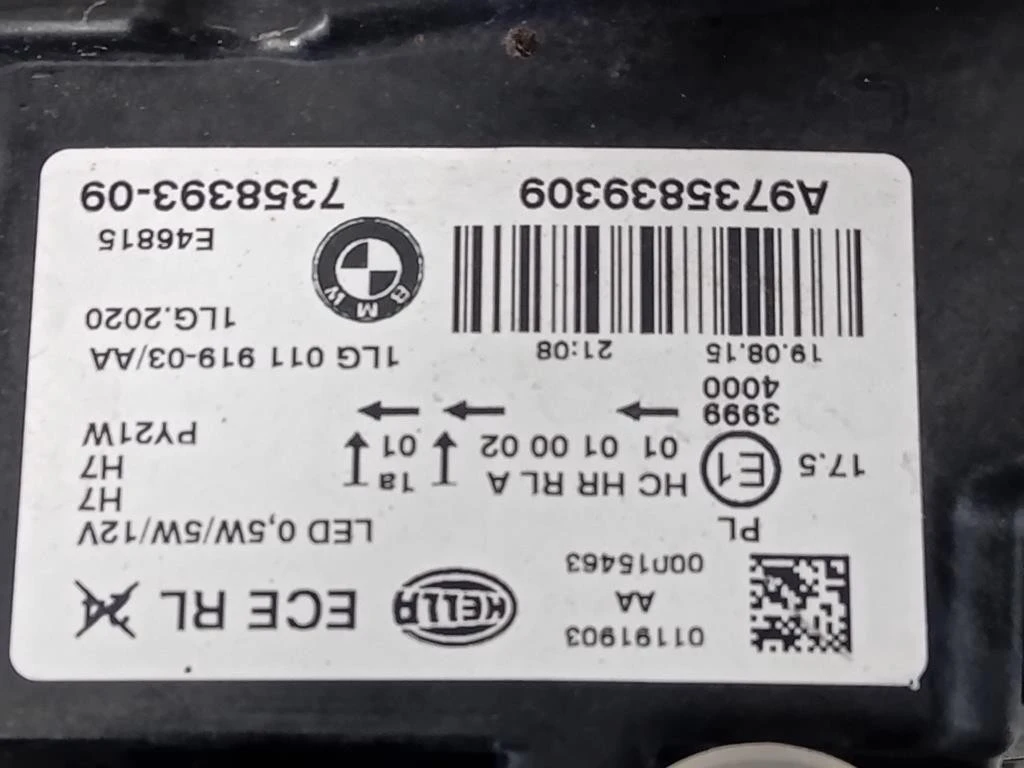 01191903
AA
00U15463
HELLA
ECE RL
PL
LED 0,5W/5W/12V
H7
H7
PY21W
17.5
E1
HC HR RL A
01 01 00 02
1a
01
3999
4000
19.08.15
21:08
1LG 011 919-03/AA
1LG.2020
BMW
E46815
A9735839309
7358393-09